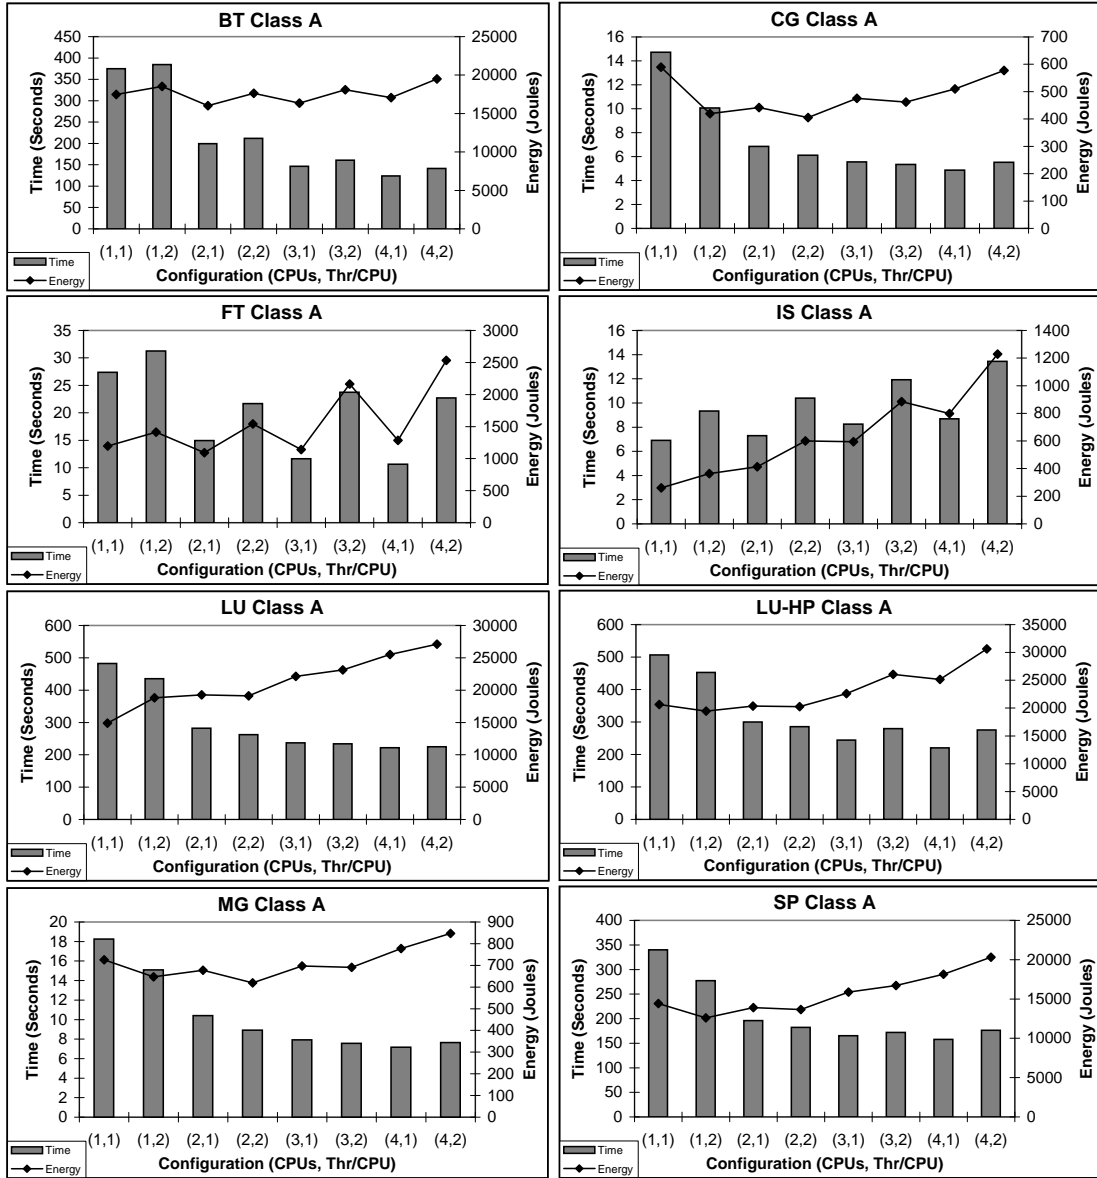 BT Class A
450
400
350
300
250
200
150
100
50
0
Time (Seconds)
25000
20000
15000
10000
5000
0
Energy (Joules)
(1,1) (1,2) (2,1) (2,2) (3,1) (3,2) (4,1) (4,2)
Configuration (CPUs, Thr/CPU)
Time
Energy
CG Class A
16
14
12
10
8
6
4
2
0
Time (Seconds)
700
600
500
400
300
200
100
0
Energy (Joules)
(1,1) (1,2) (2,1) (2,2) (3,1) (3,2) (4,1) (4,2)
Configuration (CPUs, Thr/CPU)
Time
Energy
FT Class A
35
30
25
20
15
10
5
0
Time (Seconds)
3000
2500
2000
1500
1000
500
0
Energy (Joules)
(1,1) (1,2) (2,1) (2,2) (3,1) (3,2) (4,1) (4,2)
Configuration (CPUs, Thr/CPU)
Time
Energy
IS Class A
16
14
12
10
8
6
4
2
0
Time (Seconds)
1400
1200
1000
800
600
400
200
0
Energy (Joules)
(1,1) (1,2) (2,1) (2,2) (3,1) (3,2) (4,1) (4,2)
Configuration (CPUs, Thr/CPU)
Time
Energy
LU Class A
600
500
400
300
200
100
0
Time (Seconds)
30000
25000
20000
15000
10000
5000
0
Energy (Joules)
(1,1) (1,2) (2,1) (2,2) (3,1) (3,2) (4,1) (4,2)
Configuration (CPUs, Thr/CPU)
Time
Energy
LU-HP Class A
600
500
400
300
200
100
0
Time (Seconds)
35000
30000
25000
20000
15000
10000
5000
0
Energy (Joules)
(1,1) (1,2) (2,1) (2,2) (3,1) (3,2) (4,1) (4,2)
Configuration (CPUs, Thr/CPU)
Time
Energy
MG Class A
20
18
16
14
12
10
8
6
4
2
0
Time (Seconds)
900
800
700
600
500
400
300
200
100
0
Energy (Joules)
(1,1) (1,2) (2,1) (2,2) (3,1) (3,2) (4,1) (4,2)
Configuration (CPUs, Thr/CPU)
Time
Energy
SP Class A
400
350
300
250
200
150
100
50
0
Time (Seconds)
25000
20000
15000
10000
5000
0
Energy (Joules)
(1,1) (1,2) (2,1) (2,2) (3,1) (3,2) (4,1) (4,2)
Configuration (CPUs, Thr/CPU)
Time
Energy